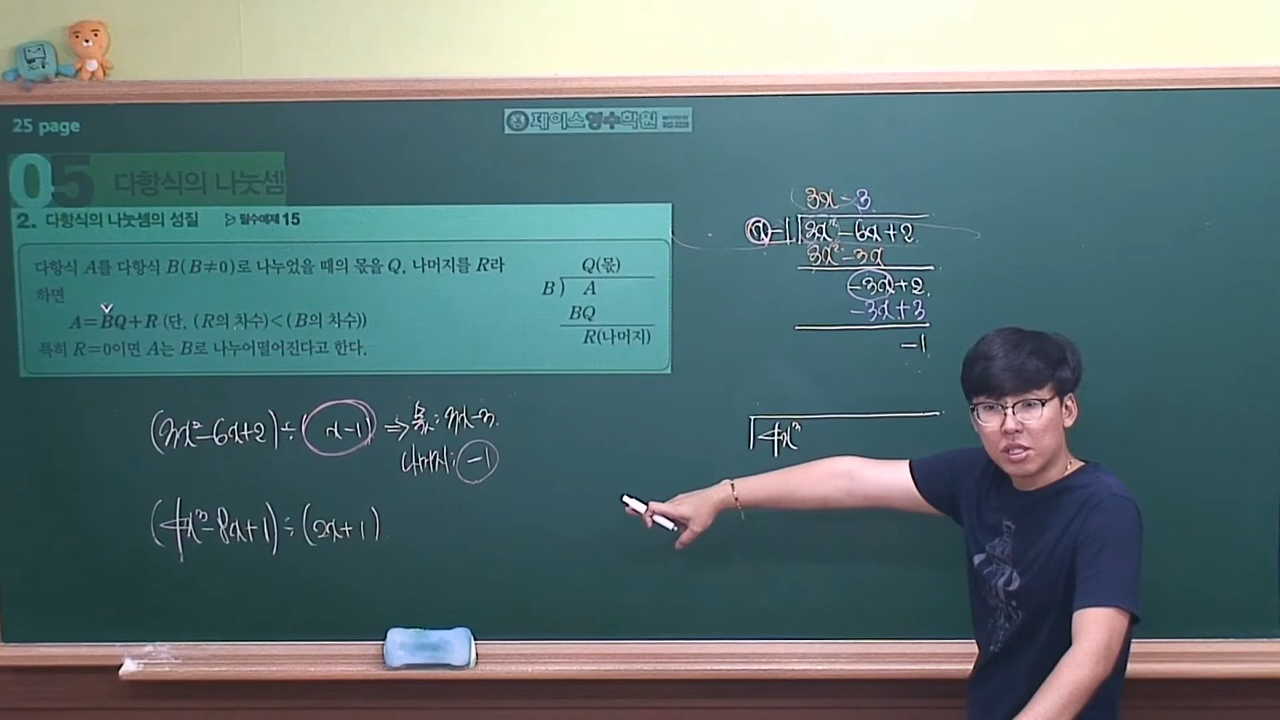 25 page
제이스영수학원
05 다항식의 나눗셈
2. 다항식의 나눗셈의 성질 ▷ 필수예제 15
다항식 A를 다항식 B(B≠0)로 나누었을 때의 몫을 Q, 나머지를 R라
하면
A=BQ+R (단, (R의 차수)<(B의 차수))
특히 R=0이면 A는 B로 나누어떨어진다고 한다.
Q(몫)
B) A
BQ
R(나머지)
3x-3
x-1 3x²-6x+2
3x²-3x
-3x+2
-3x+3
-1
(3x²-6x+2)÷(x-1) ⇒ 몫: 3x-3
나머지: -1
(4x³-8x+1)÷(2x+1)
4x³